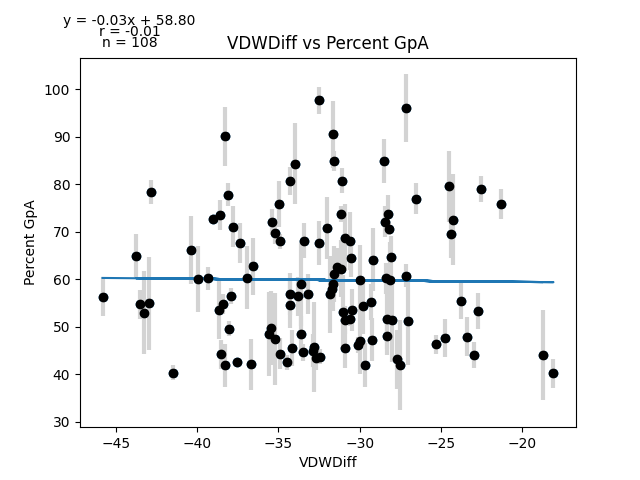 y = -0.03x + 58.80
r = -0.01
n = 108
VDWDiff vs Percent GpA
Percent GpA
100
90
80
70
60
50
40
30
−45
−40
−35
−30
−25
−20
VDWDiff